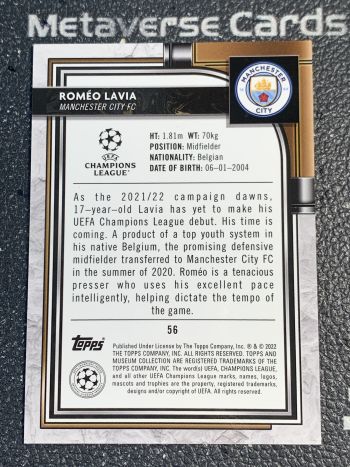 Metaverse Cards
ROMÉO LAVIA
MANCHESTER CITY FC
MANCHESTER
CITY
UEFA
CHAMPIONS
LEAGUE
HT: 1.81m WT: 70kg
POSITION: Midfielder
NATIONALITY: Belgian
DATE OF BIRTH: 06-01-2004
As the 2021/22 campaign dawns,
17-year-old Lavia has yet to make his
UEFA Champions League debut. His time is
coming. A product of a top youth system in
his native Belgium, the promising defensive
midfielder transferred to Manchester City FC
in the summer of 2020. Roméo is a tenacious
presser who uses his excellent pace
intelligently, helping dictate the tempo of
the game.
56
Topps
Published Under License by The Topps Company, Inc. ® & © 2022
THE TOPPS COMPANY, INC. ALL RIGHTS RESERVED. TOPPS AND
MUSEUM COLLECTION ARE REGISTERED TRADEMARKS OF THE
TOPPS COMPANY, INC. The word(s) UEFA, CHAMPIONS LEAGUE,
and all other UEFA Champions League marks, names, logos,
mascots and trophies are the property, registered trademarks,
designs and/or copyright of UEFA. All rights reserved.